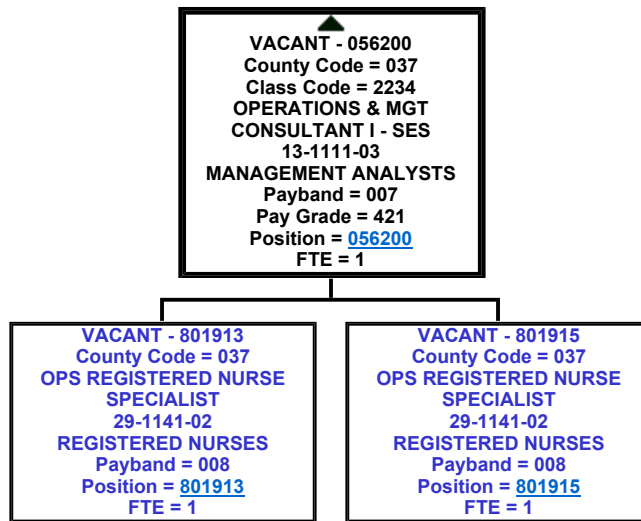 VACANT - 056200
County Code = 037
Class Code = 2234
OPERATIONS & MGT
CONSULTANT I - SES
13-1111-03
MANAGEMENT ANALYSTS
Payband = 007
Pay Grade = 421
Position = 056200
FTE = 1
VACANT - 801913
County Code = 037
OPS REGISTERED NURSE
SPECIALIST
29-1141-02
REGISTERED NURSES
Payband = 008
Position = 801913
FTE = 1
VACANT - 801915
County Code = 037
OPS REGISTERED NURSE
SPECIALIST
29-1141-02
REGISTERED NURSES
Payband = 008
Position = 801915
FTE = 1